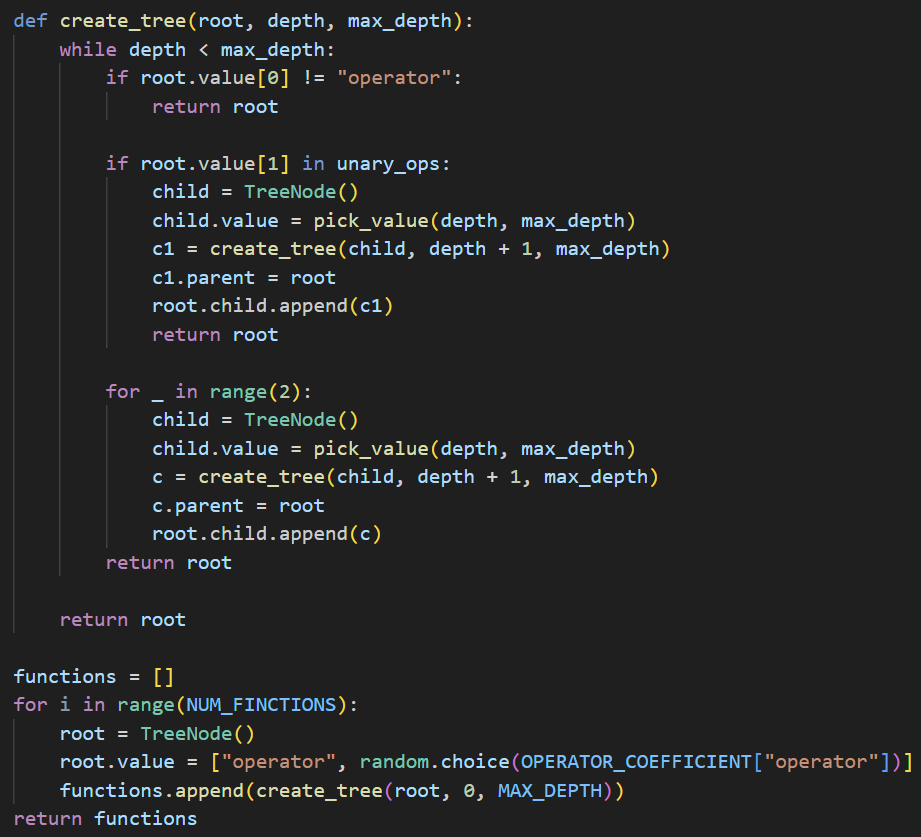 def create_tree(root, depth, max_depth):
    while depth < max_depth:
        if root.value[0] != "operator":
            return root

        if root.value[1] in unary_ops:
            child = TreeNode()
            child.value = pick_value(depth, max_depth)
            c1 = create_tree(child, depth + 1, max_depth)
            c1.parent = root
            root.child.append(c1)
            return root

        for _ in range(2):
            child = TreeNode()
            child.value = pick_value(depth, max_depth)
            c = create_tree(child, depth + 1, max_depth)
            c.parent = root
            root.child.append(c)
        return root

    return root

functions = []
for i in range(NUM_FINCTIONS):
    root = TreeNode()
    root.value = ["operator", random.choice(OPERATOR_COEFFICIENT["operator"])]
    functions.append(create_tree(root, 0, MAX_DEPTH))
return functions